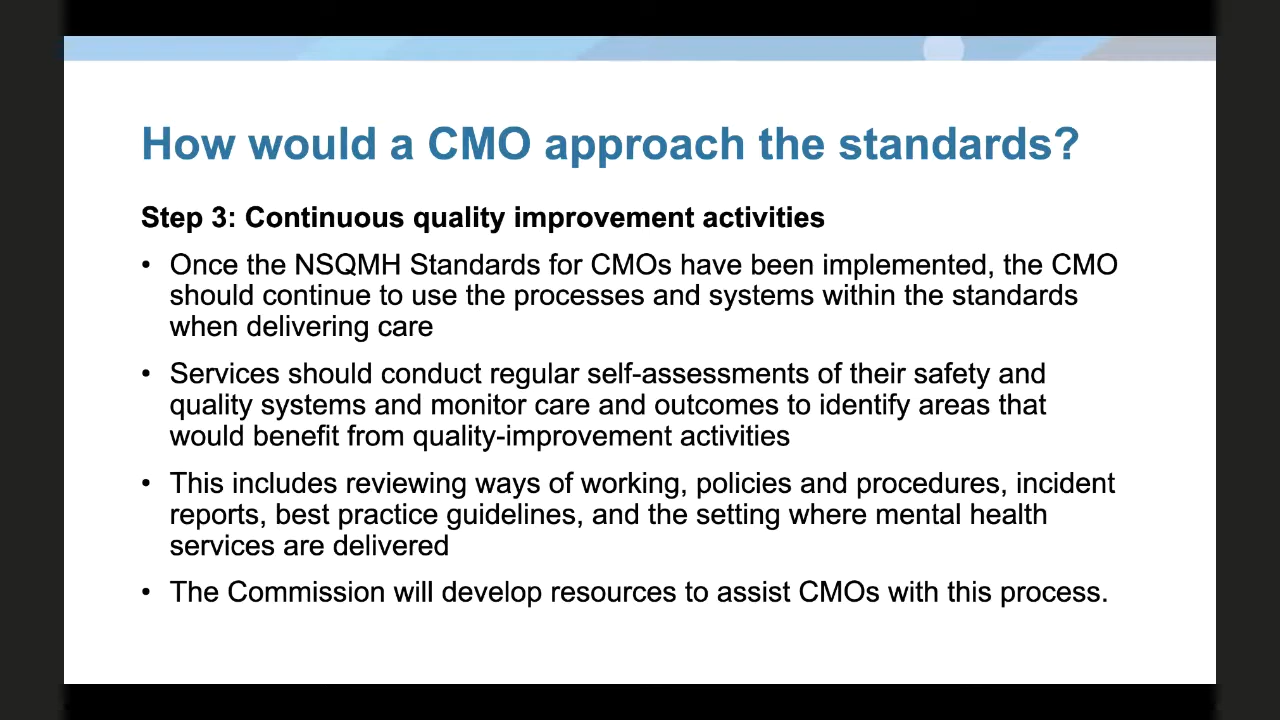 How would a CMO approach the standards?
Step 3: Continuous quality improvement activities
• Once the NSQMH Standards for CMOs have been implemented, the CMO
should continue to use the processes and systems within the standards
when delivering care
• Services should conduct regular self-assessments of their safety and
quality systems and monitor care and outcomes to identify areas that
would benefit from quality-improvement activities
• This includes reviewing ways of working, policies and procedures, incident
reports, best practice guidelines, and the setting where mental health
services are delivered
• The Commission will develop resources to assist CMOs with this process.